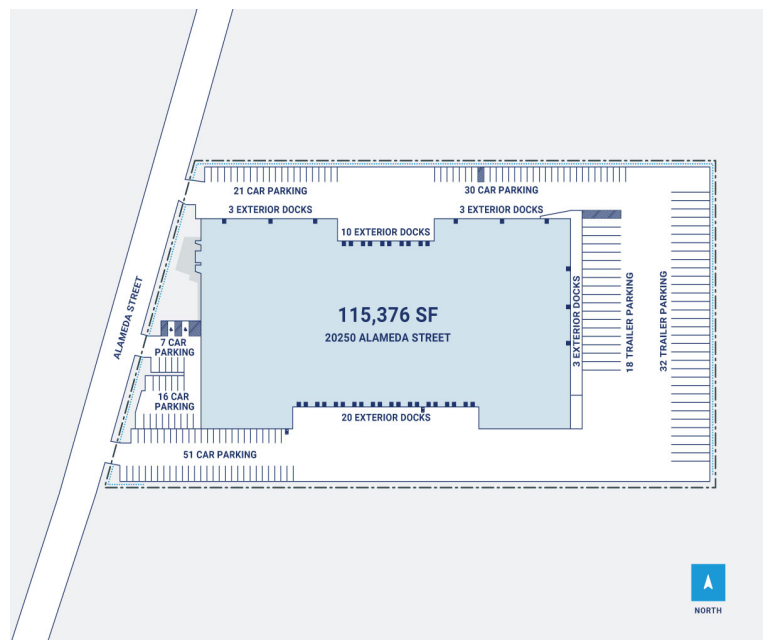 21 CAR PARKING
30 CAR PARKING
3 EXTERIOR DOCKS
3 EXTERIOR DOCKS
10 EXTERIOR DOCKS
ALAMEDA STREET
115,376 SF
20250 ALAMEDA STREET
3 EXTERIOR DOCKS
18 TRAILER PARKING
32 TRAILER PARKING
7 CAR
PARKING
16 CAR
PARKING
20 EXTERIOR DOCKS
51 CAR PARKING
NORTH